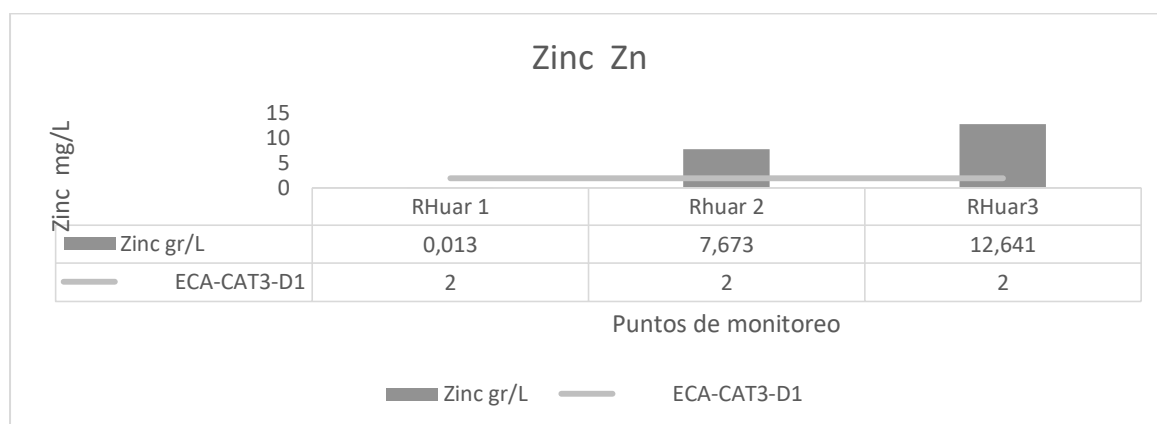 Zinc Zn
Zinc mg/L
15
10
5
0
RHuar 1 Rhuar 2 RHuar3
Zinc gr/L 0,013 7,673 12,641
ECA-CAT3-D1 2 2 2
Puntos de monitoreo
Zinc gr/L ECA-CAT3-D1